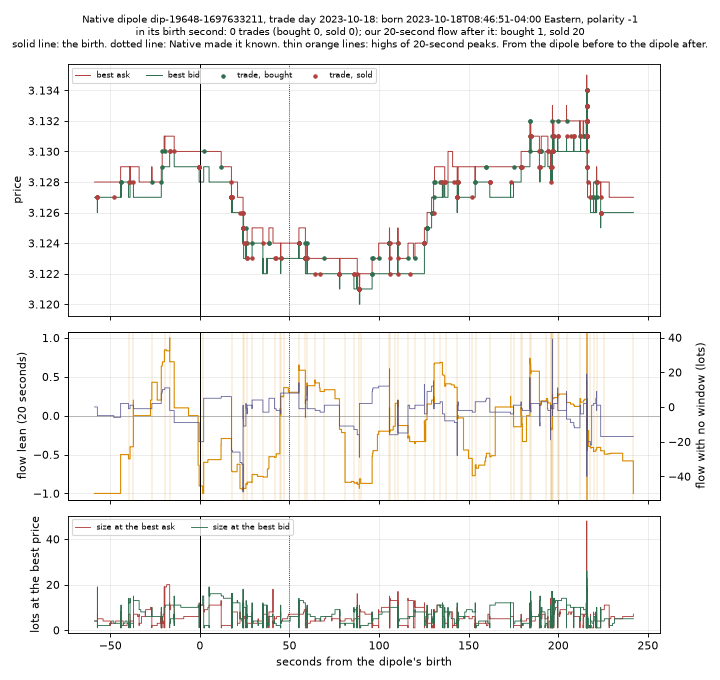 Native dipole dip-19648-1697633211, trade day 2023-10-18: born 2023-10-18T08:46:51-04:00 Eastern, polarity -1
in its birth second: 0 trades (bought 0, sold 0); our 20-second flow after it: bought 1, sold 20
solid line: the birth. dotted line: Native made it known. thin orange lines: highs of 20-second peaks. From the dipole before to the dipole after.
best ask best bid trade, bought trade, sold
3.134
3.132
3.130
3.128
3.126
3.124
3.122
3.120
price
1.0
0.5
0.0
−0.5
−1.0
flow lean (20 seconds)
40
20
0
−20
−40
flow with no window (lots)
size at the best ask size at the best bid
40
20
0
lots at the best price
−50 0 50 100 150 200 250
seconds from the dipole's birth